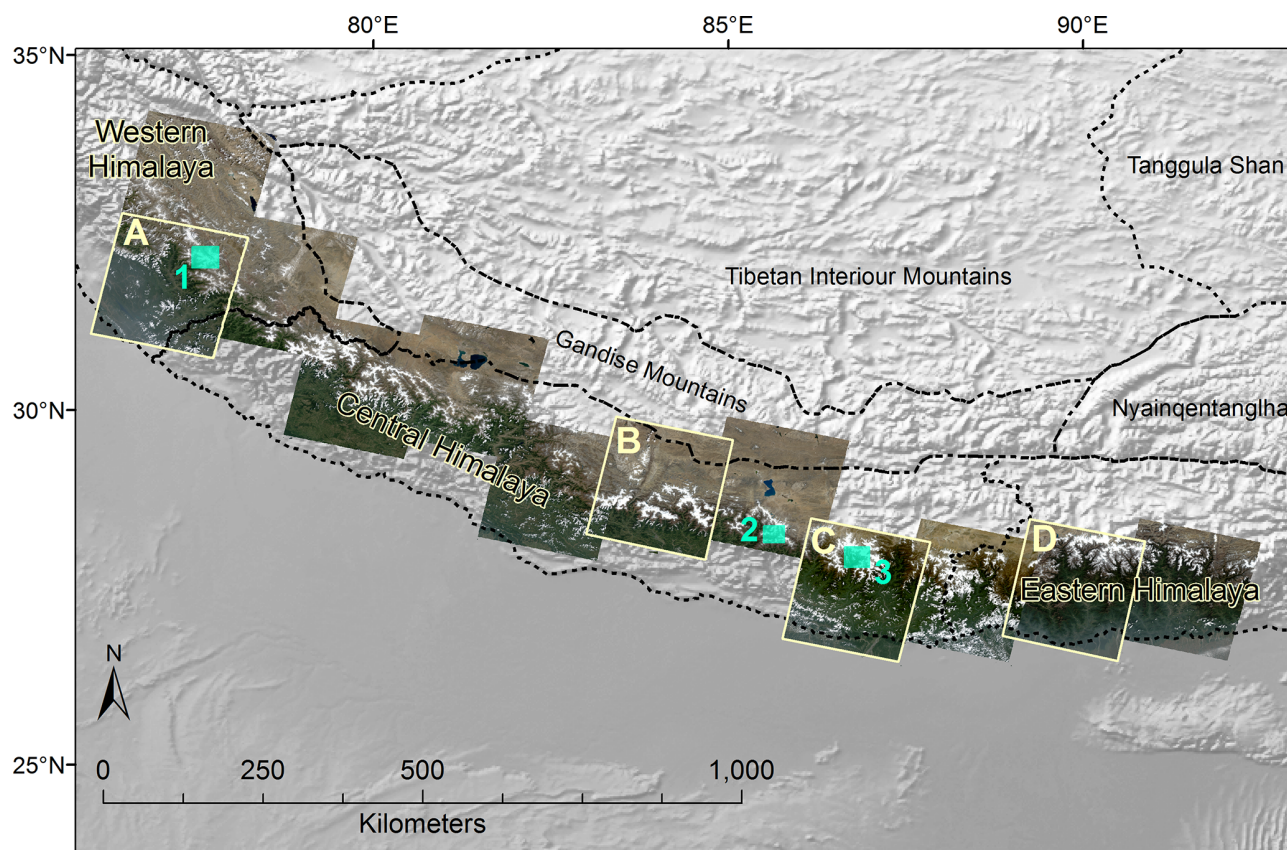 80°E
85°E
90°E
35°N
Western
Himalaya
Tanggula Shan
A
1
Tibetan Interiour Mountains
Gandise Mountains
30°N
Central Himalaya
Nyainqentanglha
B
2
C
3
D
Eastern Himalaya
N
25°N
0
250
500
1,000
Kilometers